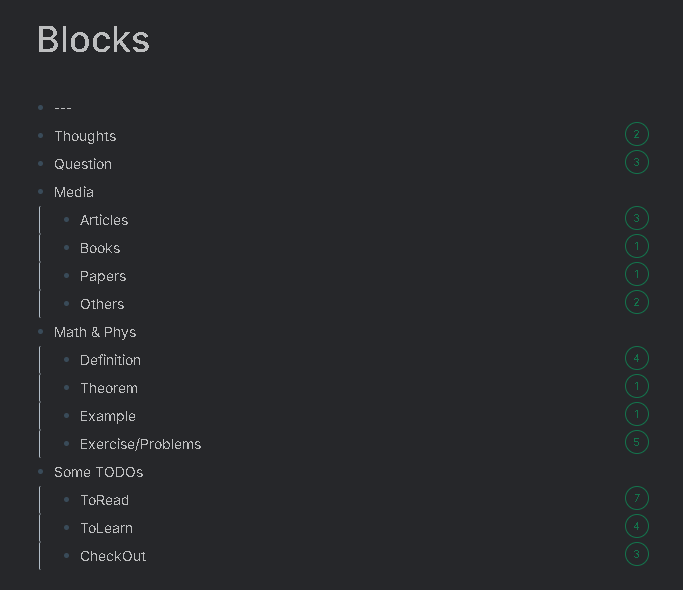 Blocks
---
Thoughts 2
Question 3
Media
Articles 3
Books 1
Papers 1
Others 2
Math & Phys
Definition 4
Theorem 1
Example 1
Exercise/Problems 5
Some TODOs
ToRead 7
ToLearn 4
CheckOut 3